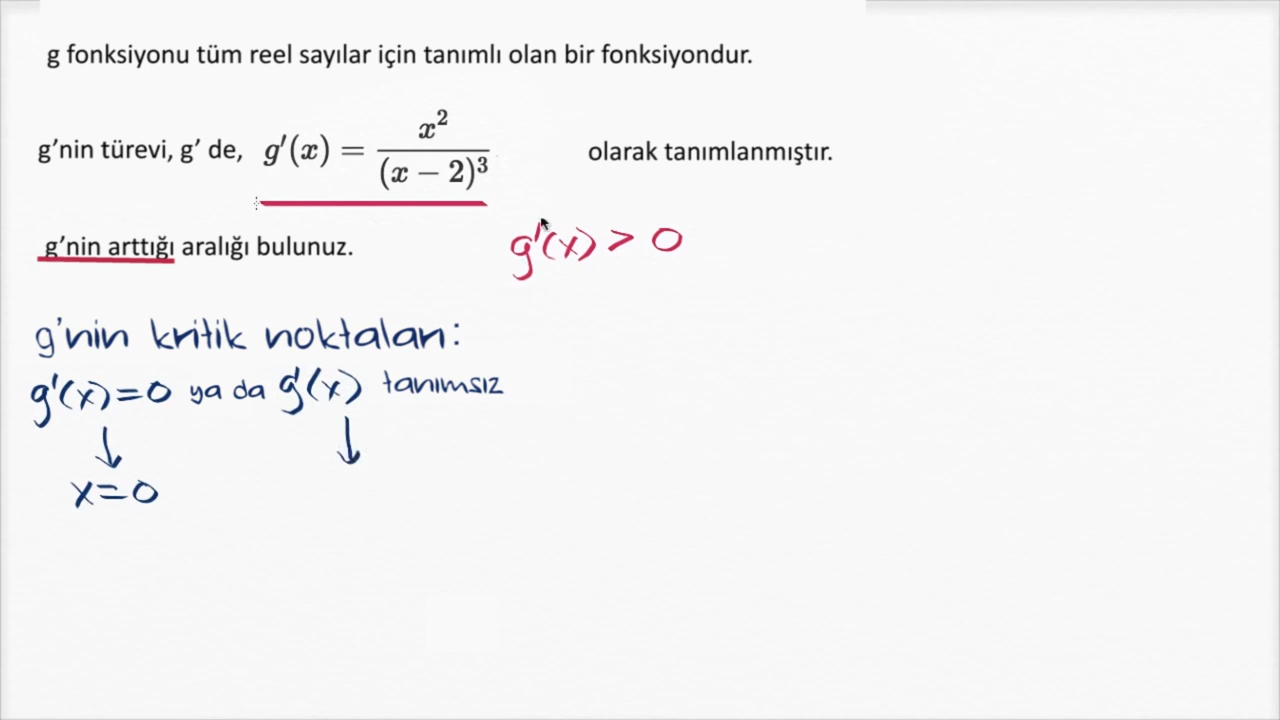 g fonksiyonu tüm reel sayılar için tanımlı olan bir fonksiyondur.
g’nin türevi, g’ de, g′(x) = x²/(x − 2)³ olarak tanımlanmıştır.
g’nin arttığı aralığı bulunuz.
g'(x) > 0
g'nin kritik noktaları:
g'(x)=0 ya da g'(x) tanımsız
↓ ↓
x=0